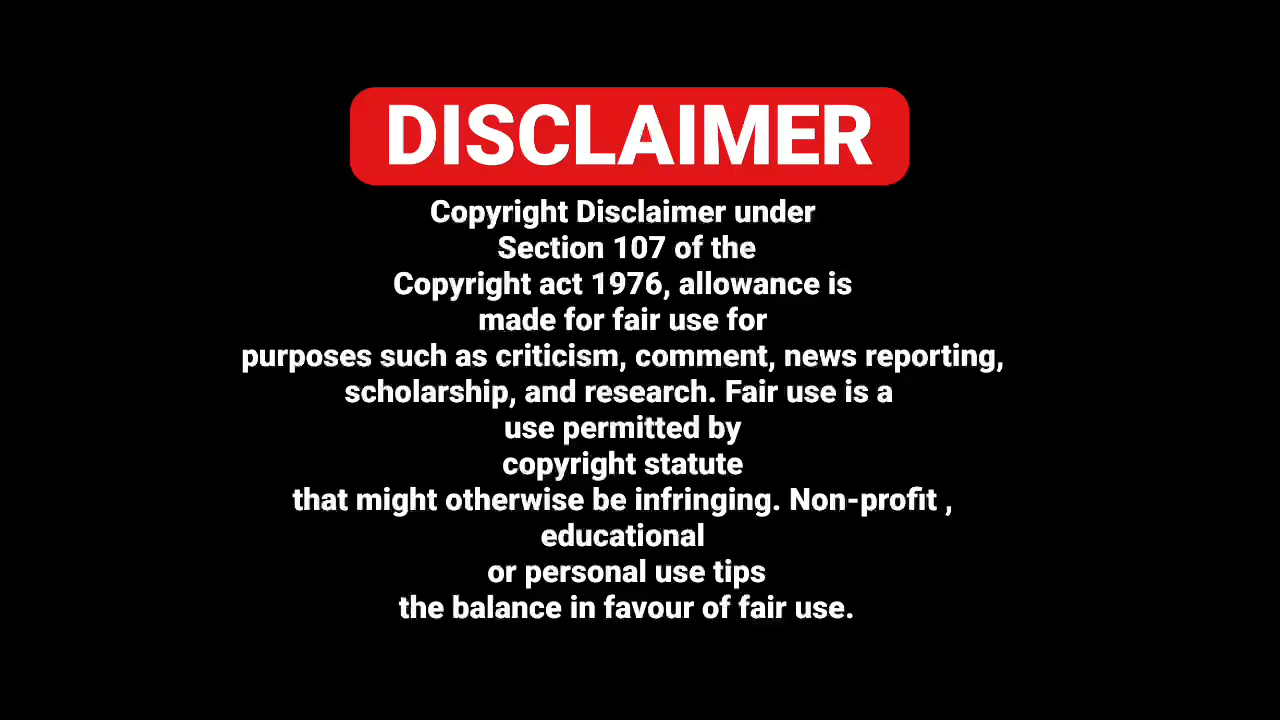 DISCLAIMER
Copyright Disclaimer under
Section 107 of the
Copyright act 1976, allowance is
made for fair use for
purposes such as criticism, comment, news reporting,
scholarship, and research. Fair use is a
use permitted by
copyright statute
that might otherwise be infringing. Non-profit ,
educational
or personal use tips
the balance in favour of fair use.